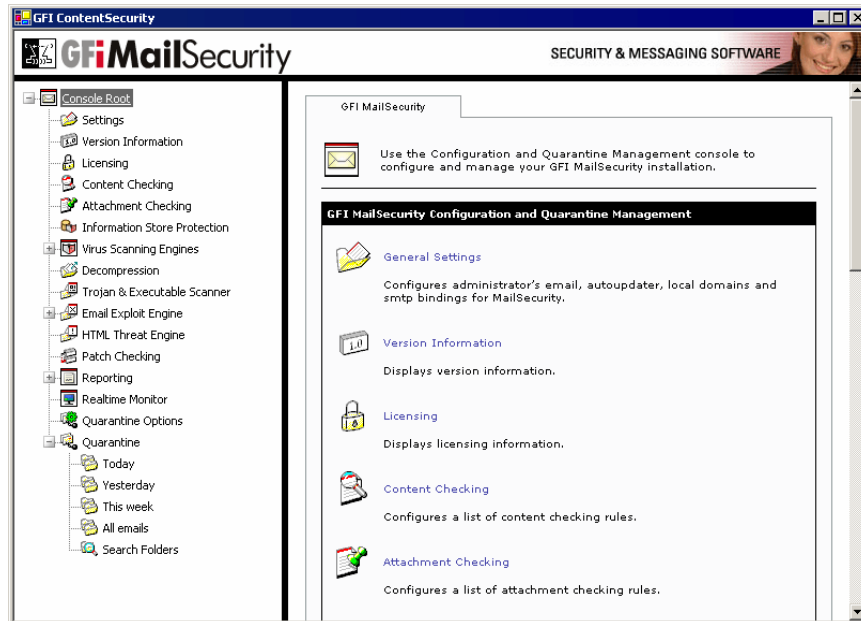 GFI ContentSecurity
GFiMailSecurity
SECURITY & MESSAGING SOFTWARE
Console Root
Settings
Version Information
Licensing
Content Checking
Attachment Checking
Information Store Protection
Virus Scanning Engines
Decompression
Trojan & Executable Scanner
Email Exploit Engine
HTML Threat Engine
Patch Checking
Reporting
Realtime Monitor
Quarantine Options
Quarantine
Today
Yesterday
This week
All emails
Search Folders
GFI MailSecurity
Use the Configuration and Quarantine Management console to
configure and manage your GFI MailSecurity installation.
GFI MailSecurity Configuration and Quarantine Management
General Settings
Configures administrator's email, autoupdater, local domains and
smtp bindings for MailSecurity.
1.0
Version Information
Displays version information.
Licensing
Displays licensing information.
Content Checking
Configures a list of content checking rules.
Attachment Checking
Configures a list of attachment checking rules.